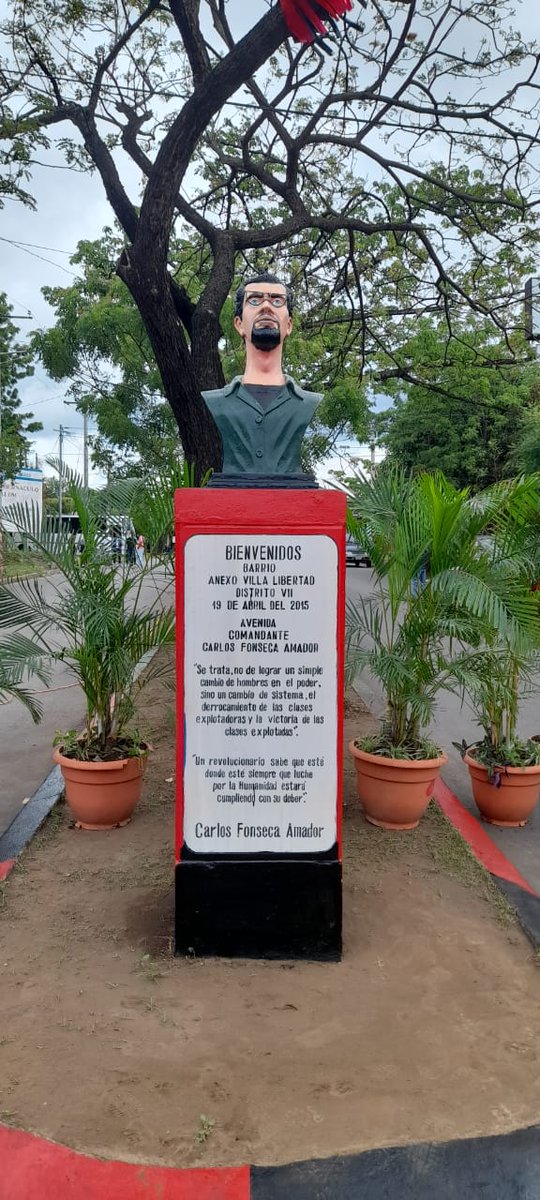 BIENVENIDOS
BARRIO
ANEXO VILLA LIBERTAD
DISTRITO VII
19 DE ABRIL DEL 2015
AVENIDA
COMANDANTE
CARLOS FONSECA AMADOR
"Se trata, no de lograr un simple
cambio de hombres en el poder,
sino un cambio de sistema, el
derrocamiento de las clases
explotadoras y la victoria de las
clases explotadas".
"Un revolucionario sabe que esté
donde esté siempre que luche
por la Humanidad estará
cumpliendo con su deber".
Carlos Fonseca Amador